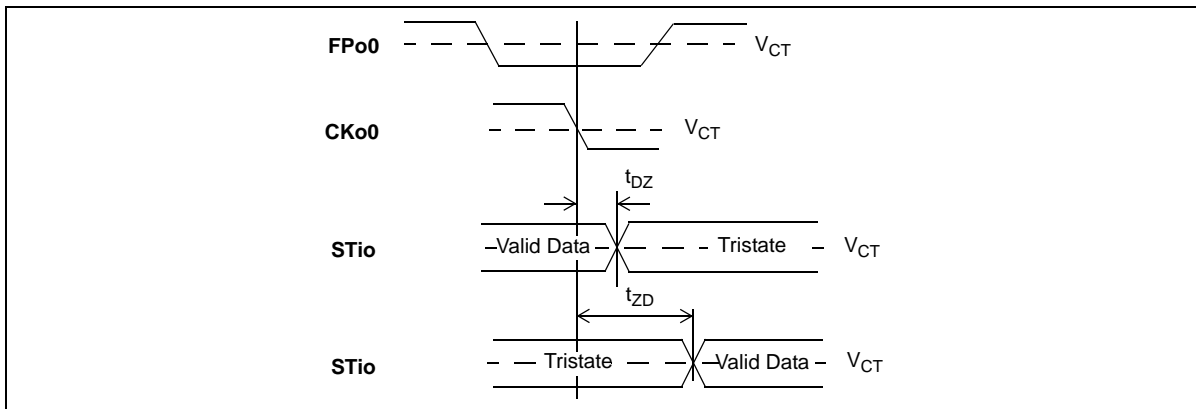 FPo0
V_CT
CKo0
V_CT
t_DZ
STio
Valid Data
Tristate
V_CT
t_ZD
STio
Tristate
Valid Data
V_CT